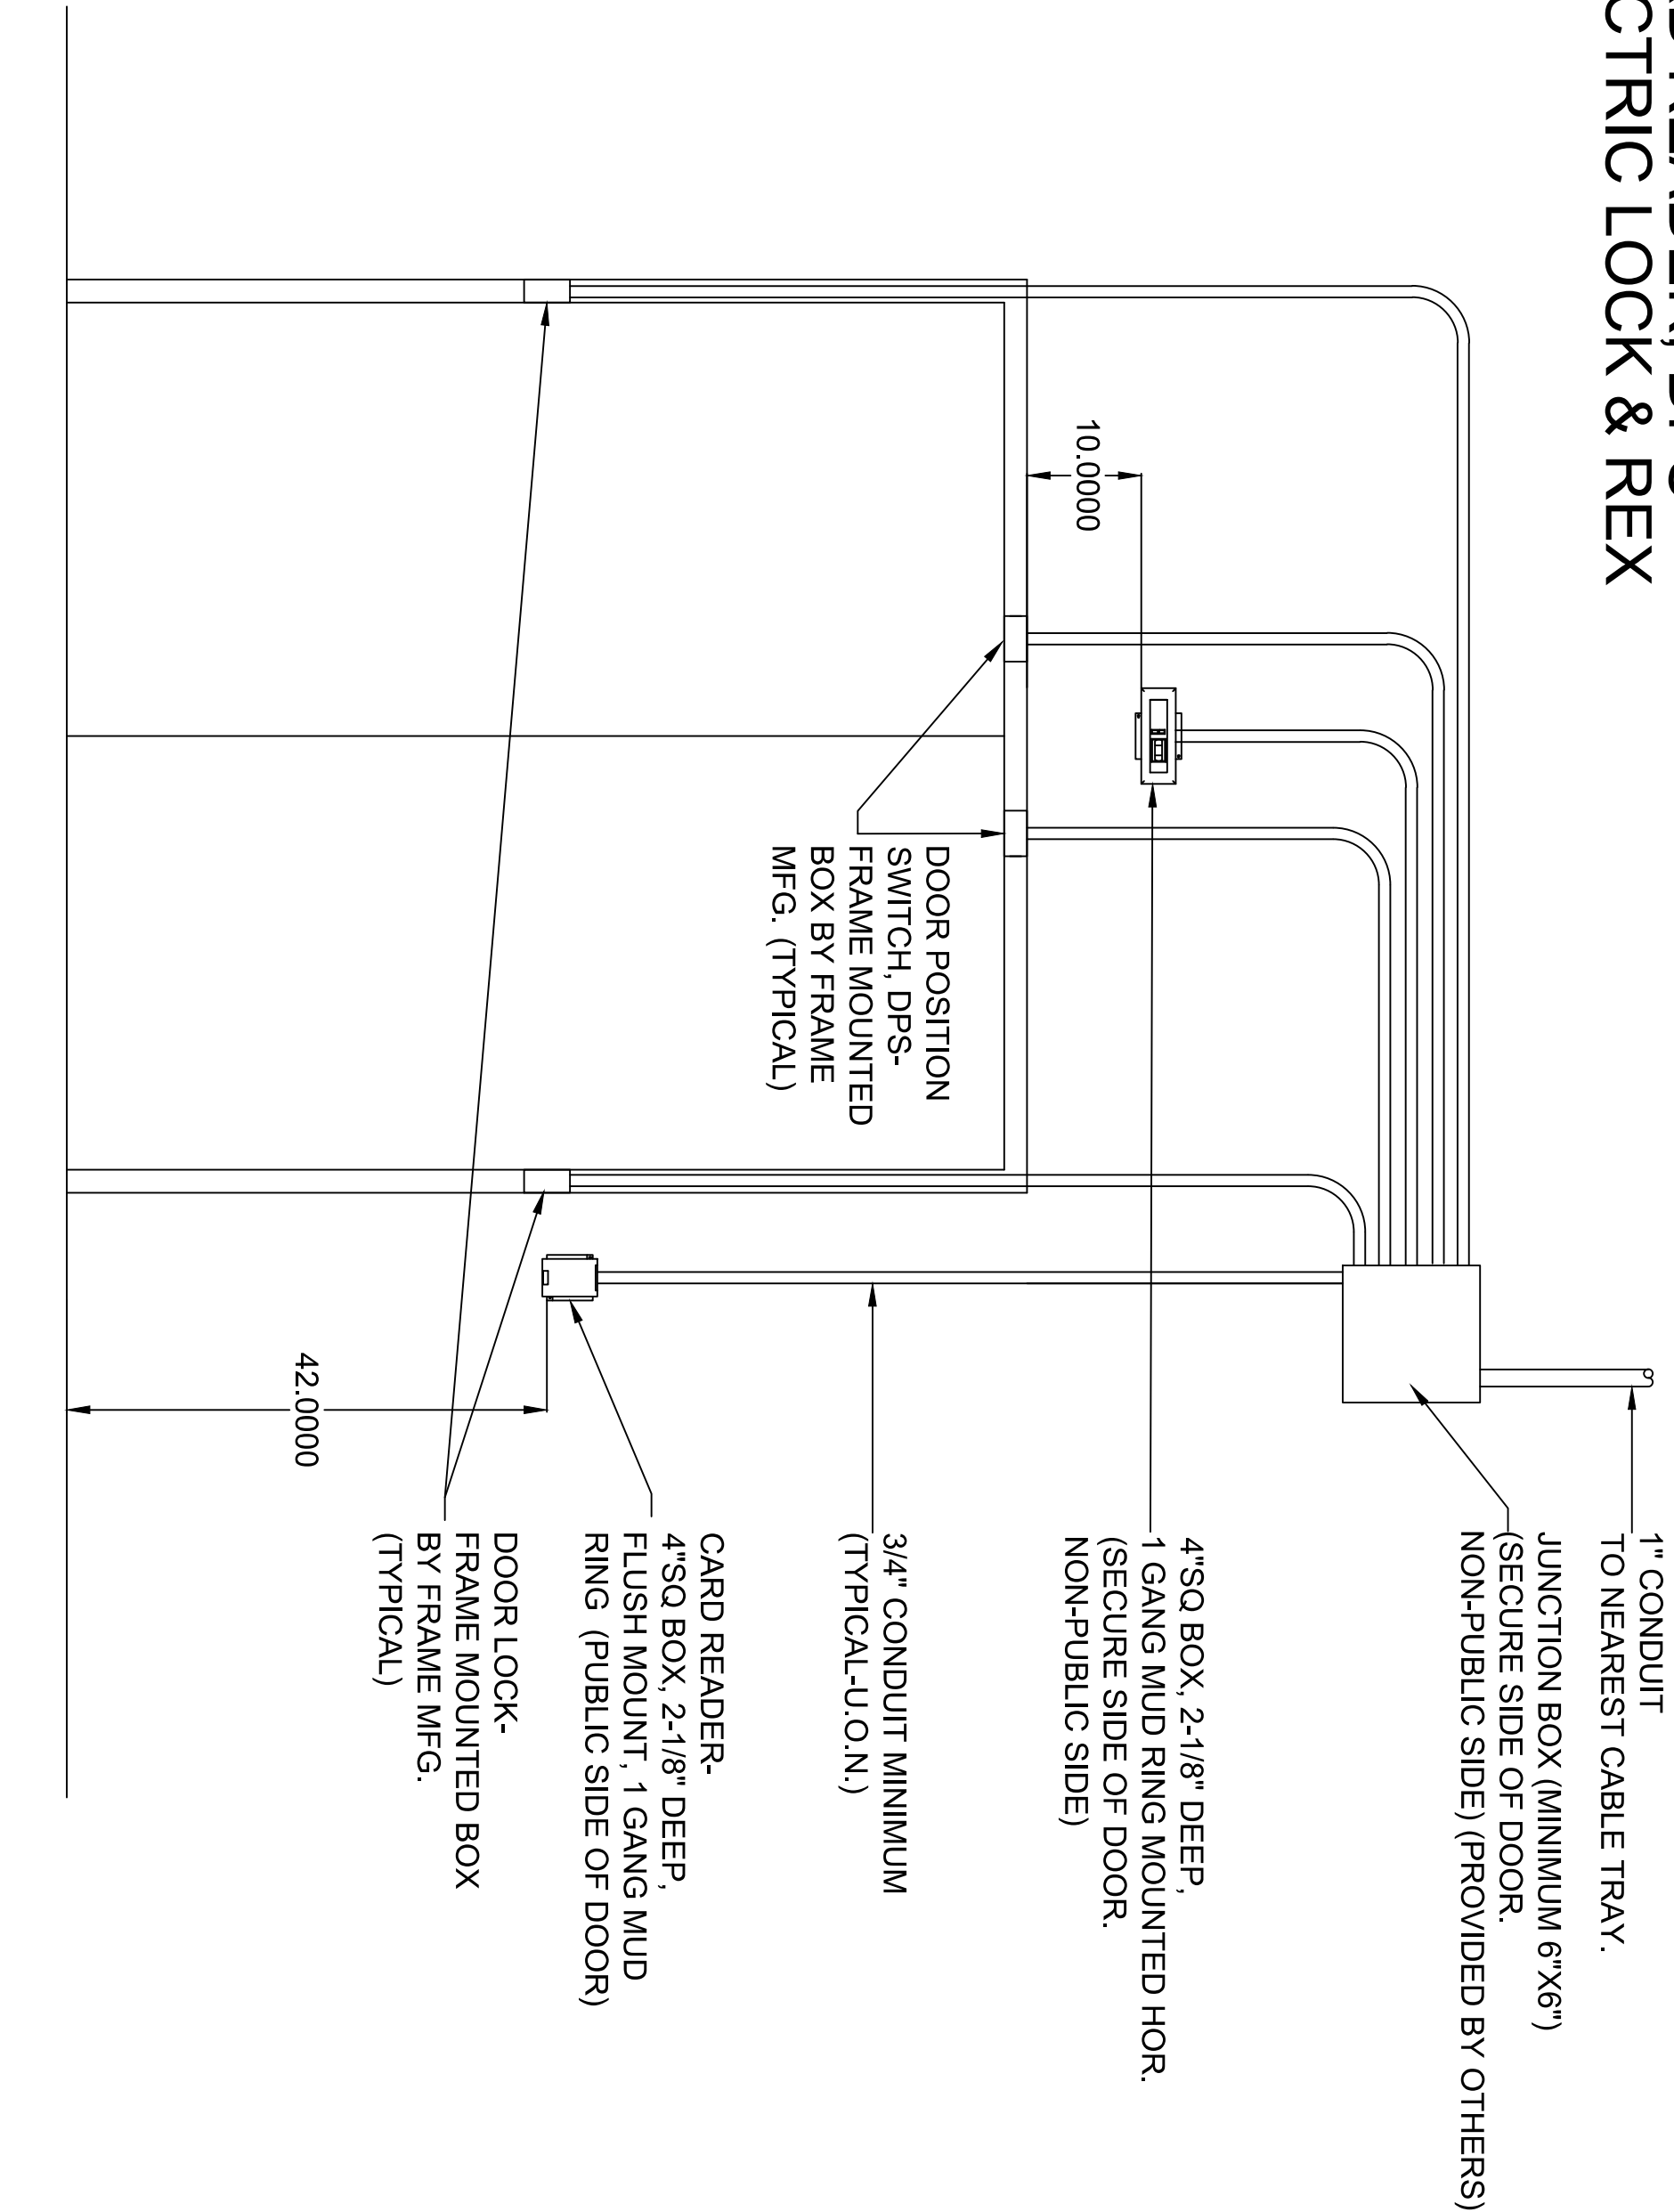 CTRIC LOCK & REX
1" CONDUIT
TO NEAREST CABLE TRAY.
JUNCTION BOX (MINIMUM 6"X6")
(SECURE SIDE OF DOOR.
NON-PUBLIC SIDE) (PROVIDED BY OTHERS)
10.0000
4"SQ BOX, 2-1/8" DEEP,
1 GANG MUD RING MOUNTED HOR.
(SECURE SIDE OF DOOR.
NON-PUBLIC SIDE)
DOOR POSITION
SWITCH, DPS-
FRAME MOUNTED
BOX BY FRAME
MFG. (TYPICAL)
3/4" CONDUIT MINIMUM
(TYPICAL-U.O.N.)
CARD READER-
4"SQ BOX, 2-1/8" DEEP,
FLUSH MOUNT, 1 GANG MUD
RING (PUBLIC SIDE OF DOOR)
DOOR LOCK-
FRAME MOUNTED BOX
BY FRAME MFG.
(TYPICAL)
42.0000